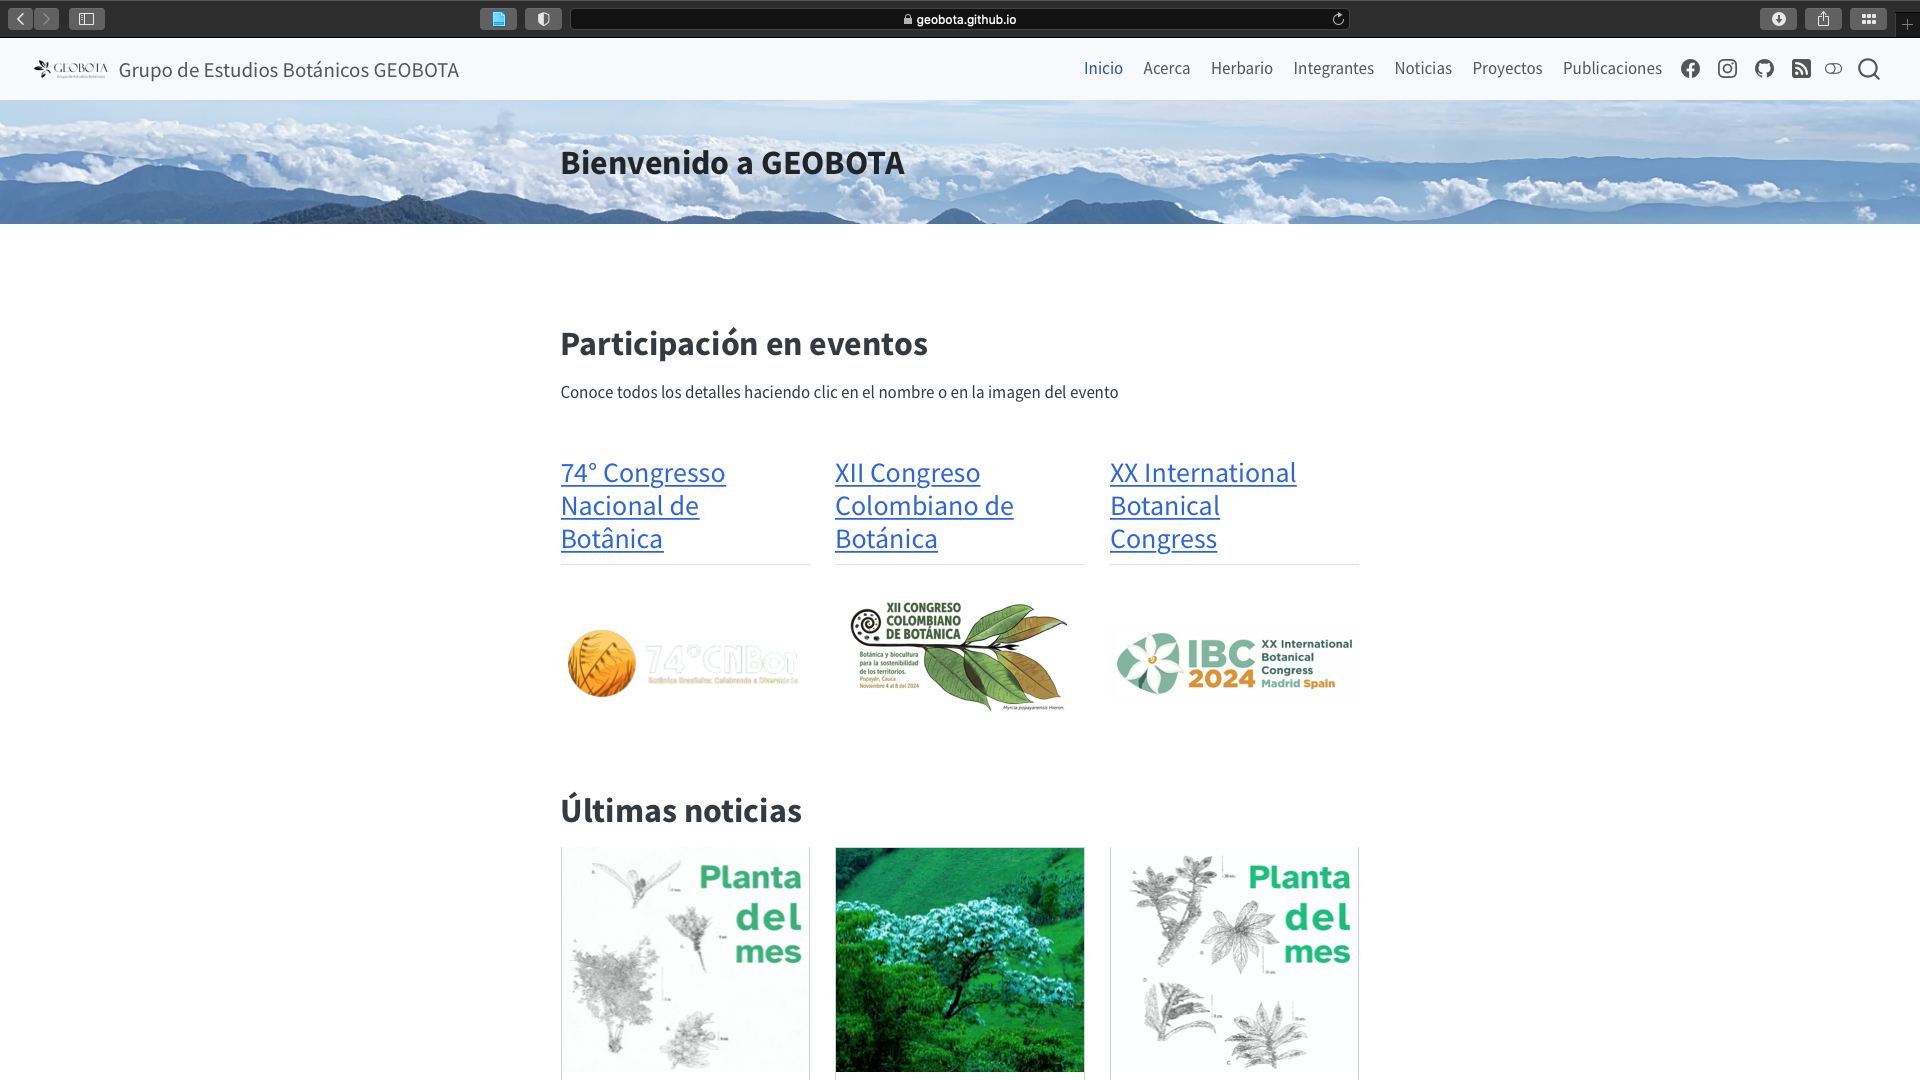 geobota.github.io
GEOBOTA
Grupo de Estudios Botánicos GEOBOTA
Inicio
Acerca
Herbario
Integrantes
Noticias
Proyectos
Publicaciones
Bienvenido a GEOBOTA
Participación en eventos
Conoce todos los detalles haciendo clic en el nombre o en la imagen del evento
74° Congresso
Nacional de
Botânica
XII Congreso
Colombiano de
Botánica
XX International
Botanical
Congress
74°CNBot
Botânica Brasileira: Celebrando a Diversidade
XII CONGRESO
COLOMBIANO
DE BOTÁNICA
Botánica y biocultura
para la sostenibilidad
de los territorios.
Popayán, Cauca
Noviembre 4 al 8 del 2024
Myrcia popayanensis Hieron
IBC
2024
XX International
Botanical
Congress
Madrid Spain
Últimas noticias
Planta
del
mes
Planta
del
mes